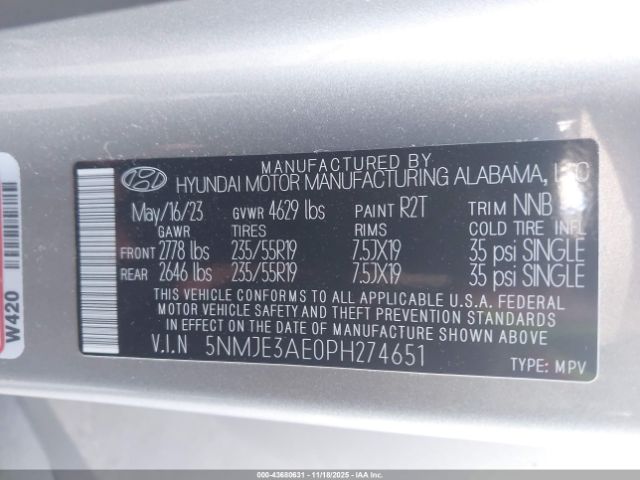 MANUFACTURED BY
HYUNDAI MOTOR MANUFACTURING ALABAMA, LLC
May/16/23 GVWR 4629 lbs PAINT R2T TRIM NNB
GAWR TIRES RIMS COLD TIRE INFL
FRONT 2778 lbs 235/55R19 7.5JX19 35 psi SINGLE
REAR 2646 lbs 235/55R19 7.5JX19 35 psi SINGLE
THIS VEHICLE CONFORMS TO ALL APPLICABLE U.S.A. FEDERAL
MOTOR VEHICLE SAFETY AND THEFT PREVENTION
STANDARDS IN EFFECT ON THE DATE OF MANUFACTURE SHOWN ABOVE.
V.I.N 5NMJE3AE0PH274651
TYPE: MPV
W420
000-43680631 - 11/18/2025 - IAAI.COM